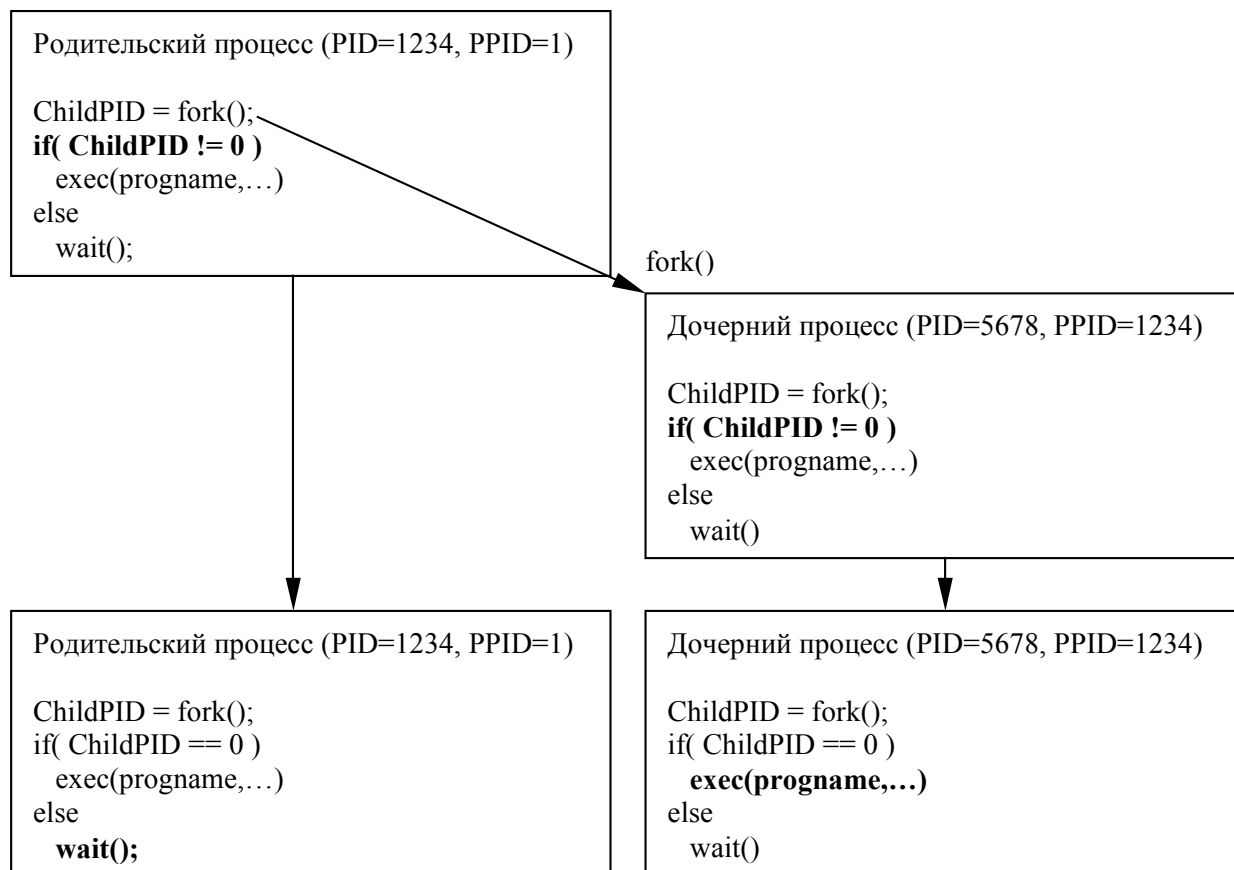 Родительский процесс (PID=1234, PPID=1)
ChildPID = fork();
if( ChildPID != 0 )
exec(progname,…)
else
wait();
fork()
Дочерний процесс (PID=5678, PPID=1234)
ChildPID = fork();
if( ChildPID != 0 )
exec(progname,…)
else
wait()
Родительский процесс (PID=1234, PPID=1)
ChildPID = fork();
if( ChildPID == 0 )
exec(progname,…)
else
wait();
Дочерний процесс (PID=5678, PPID=1234)
ChildPID = fork();
if( ChildPID == 0 )
exec(progname,…)
else
wait()